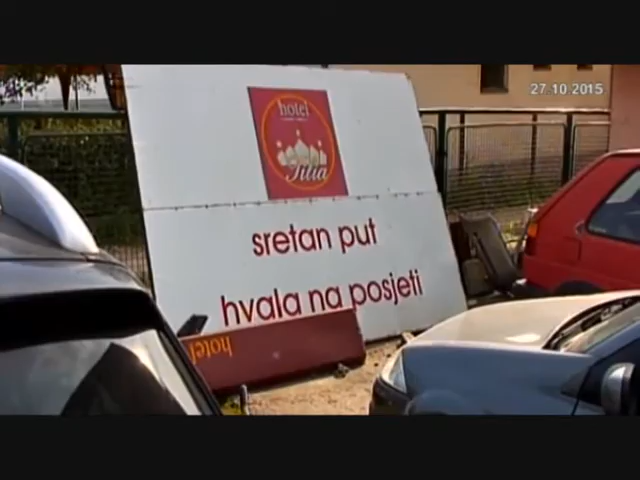 27.10.2015
hotel
Tilia
sretan put
hvala na posjeti
hotel